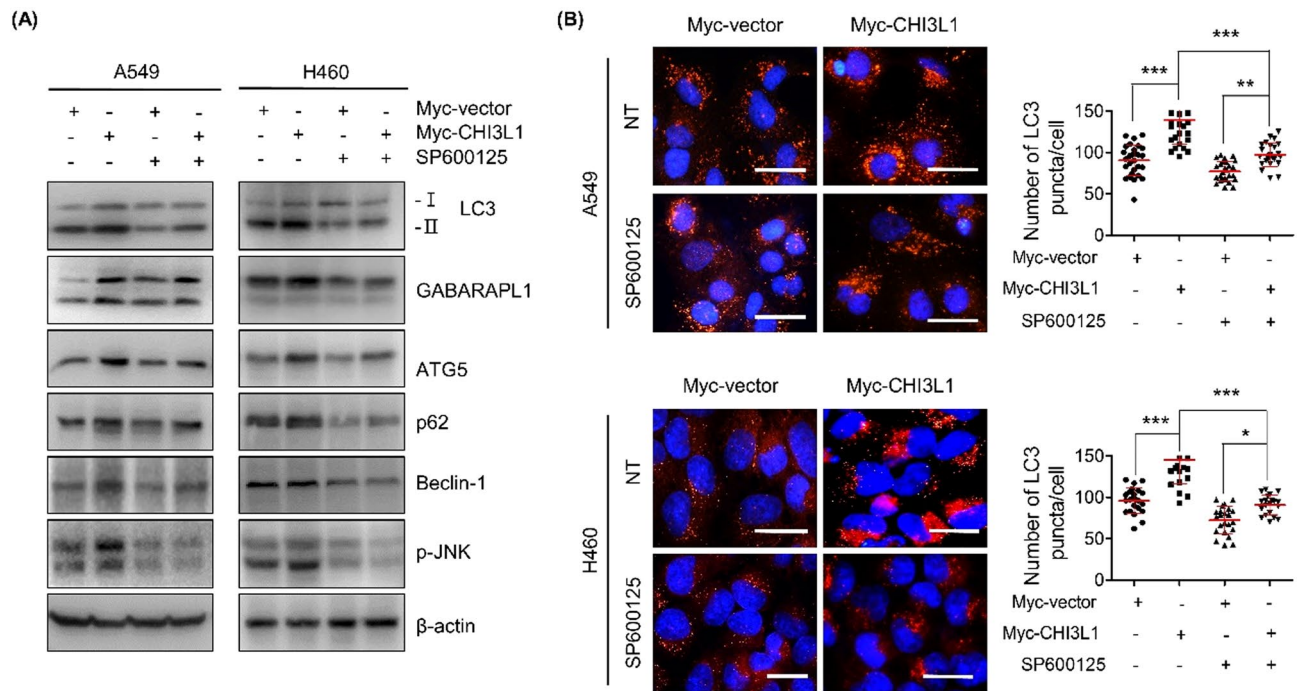 (A)
A549 H460
+ - + - + - + - Myc-vector
- + - + - + - + Myc-CHI3L1
- - + + - - + + SP600125
- I
LC3
-II
GABARAPL1
ATG5
p62
Beclin-1
p-JNK
β-actin
(B)
Myc-vector Myc-CHI3L1
A549
NT
SP600125
Number of LC3
puncta/cell
150
100
50
0
***
***
**
Myc-vector + - + -
Myc-CHI3L1 - + - +
SP600125 - - + +
Myc-vector Myc-CHI3L1
H460
NT
SP600125
Number of LC3
puncta/cell
150
100
50
0
***
***
*
Myc-vector + - + -
Myc-CHI3L1 - + - +
SP600125 - - + +